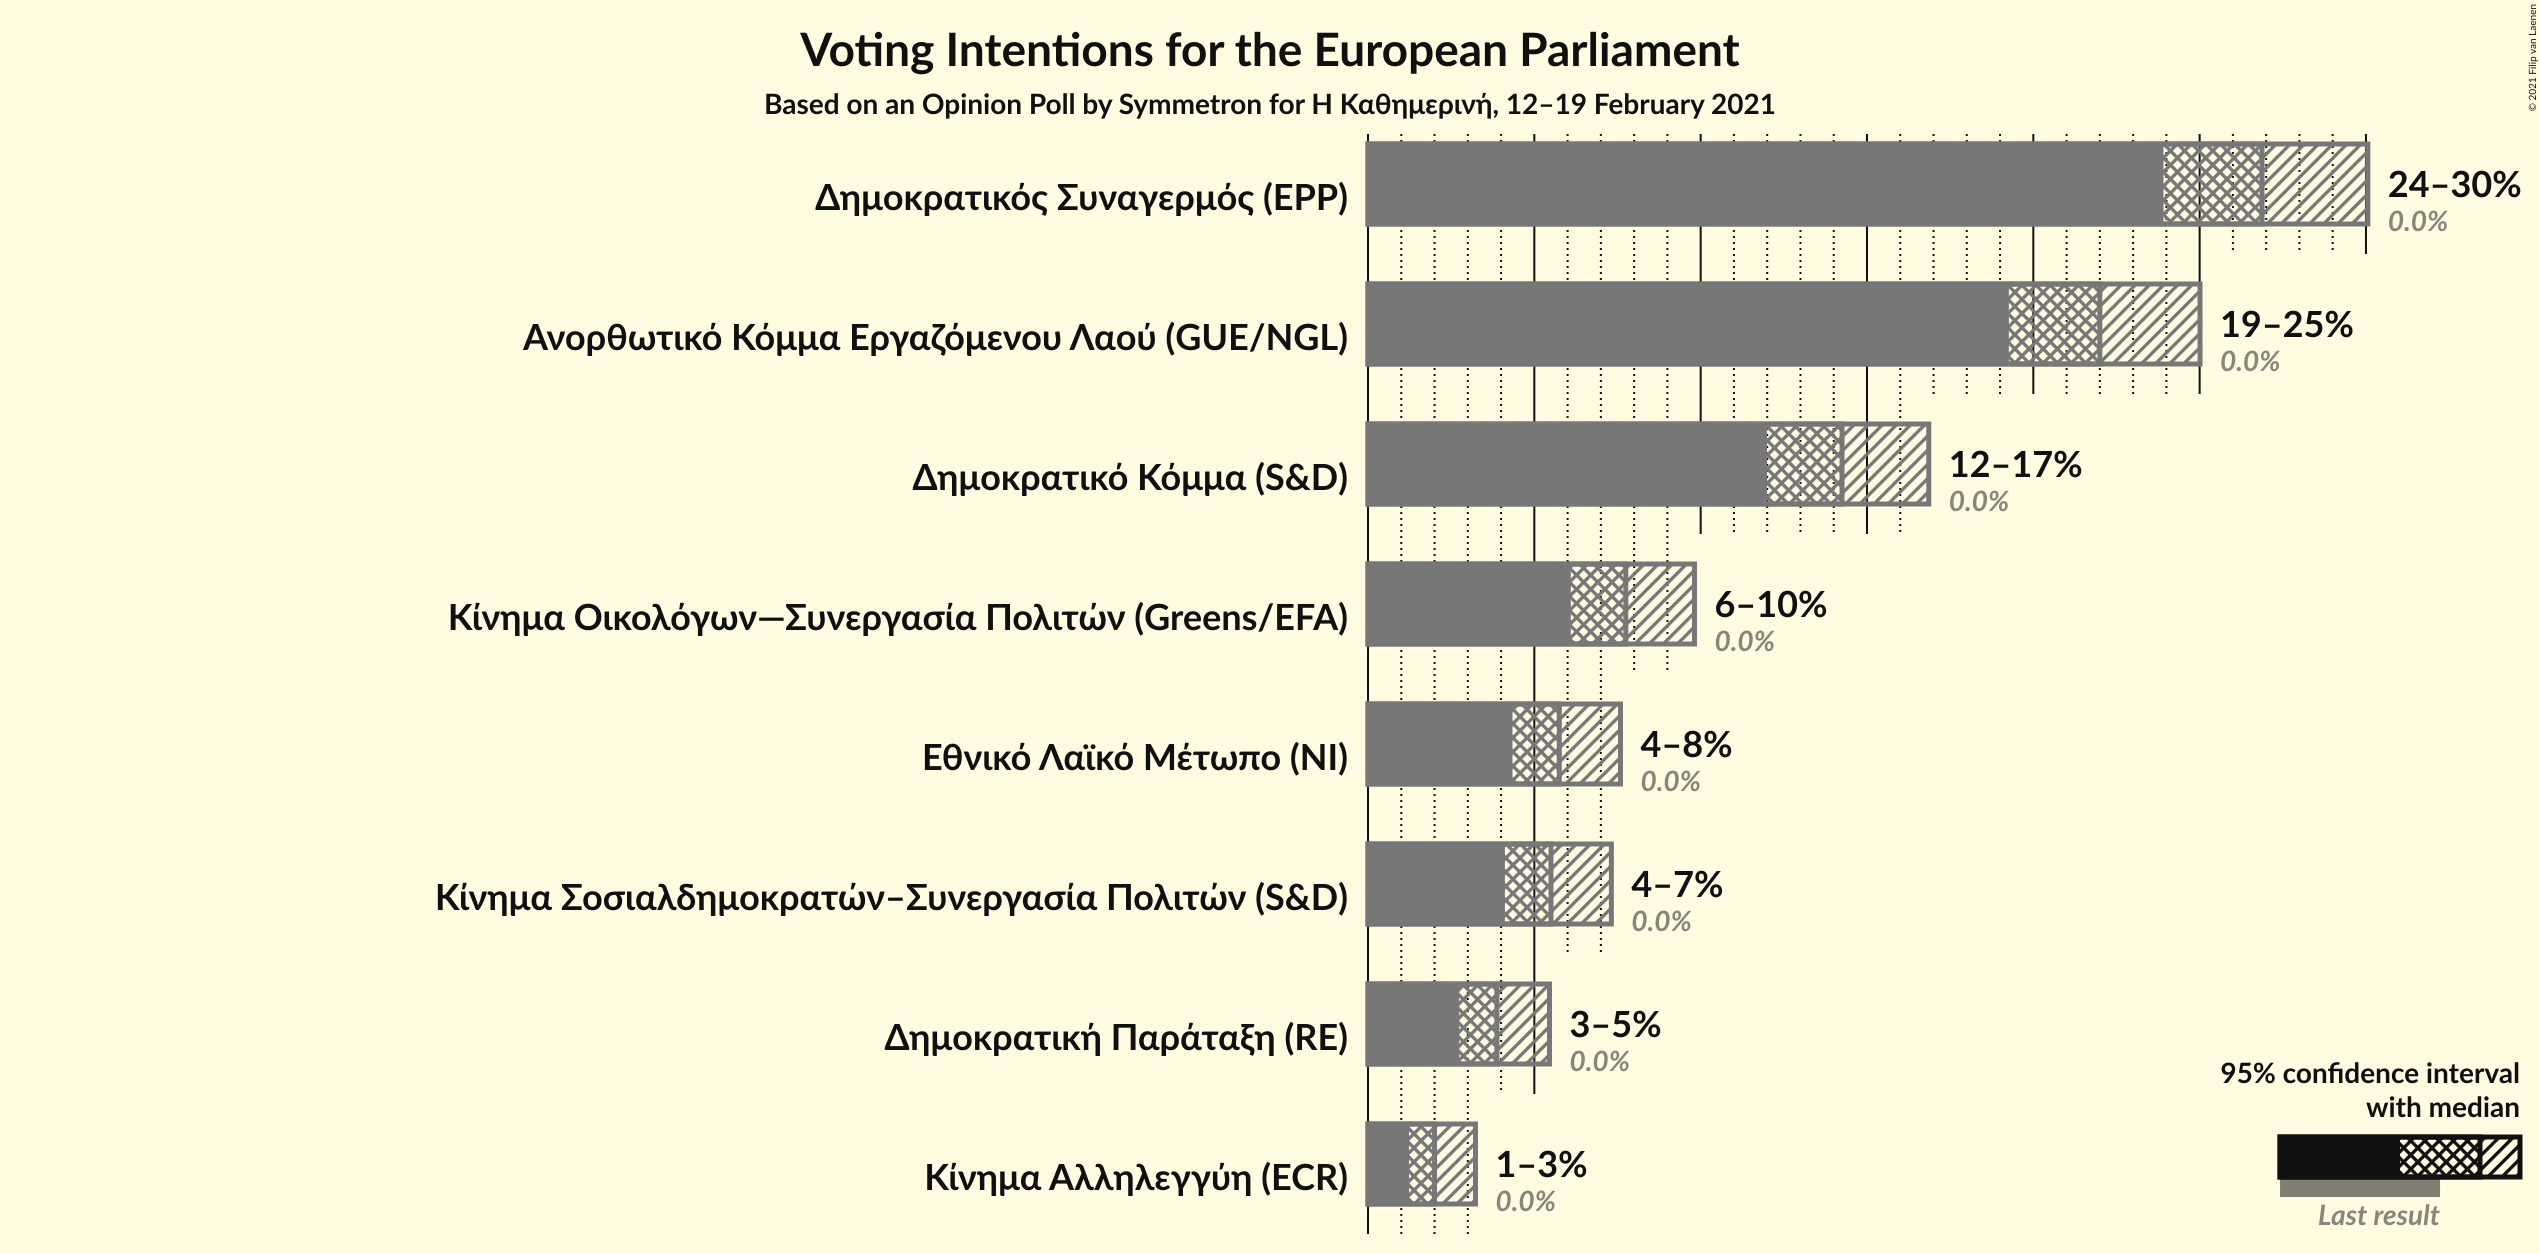 Voting Intentions for the European Parliament
Based on an Opinion Poll by Symmetron for Η Καθημερινή, 12–19 February 2021
© 2021 Filip van Laenen
Δημοκρατικός Συναγερμός (EPP)
24–30%
0.0%
Ανορθωτικό Κόμμα Εργαζόμενου Λαού (GUE/NGL)
19–25%
0.0%
Δημοκρατικό Κόμμα (S&D)
12–17%
0.0%
Κίνημα Οικολόγων—Συνεργασία Πολιτών (Greens/EFA)
6–10%
0.0%
Εθνικό Λαϊκό Μέτωπο (NI)
4–8%
0.0%
Κίνημα Σοσιαλδημοκρατών–Συνεργασία Πολιτών (S&D)
4–7%
0.0%
Δημοκρατική Παράταξη (RE)
3–5%
0.0%
Κίνημα Αλληλεγγύη (ECR)
1–3%
0.0%
95% confidence interval
with median
Last result